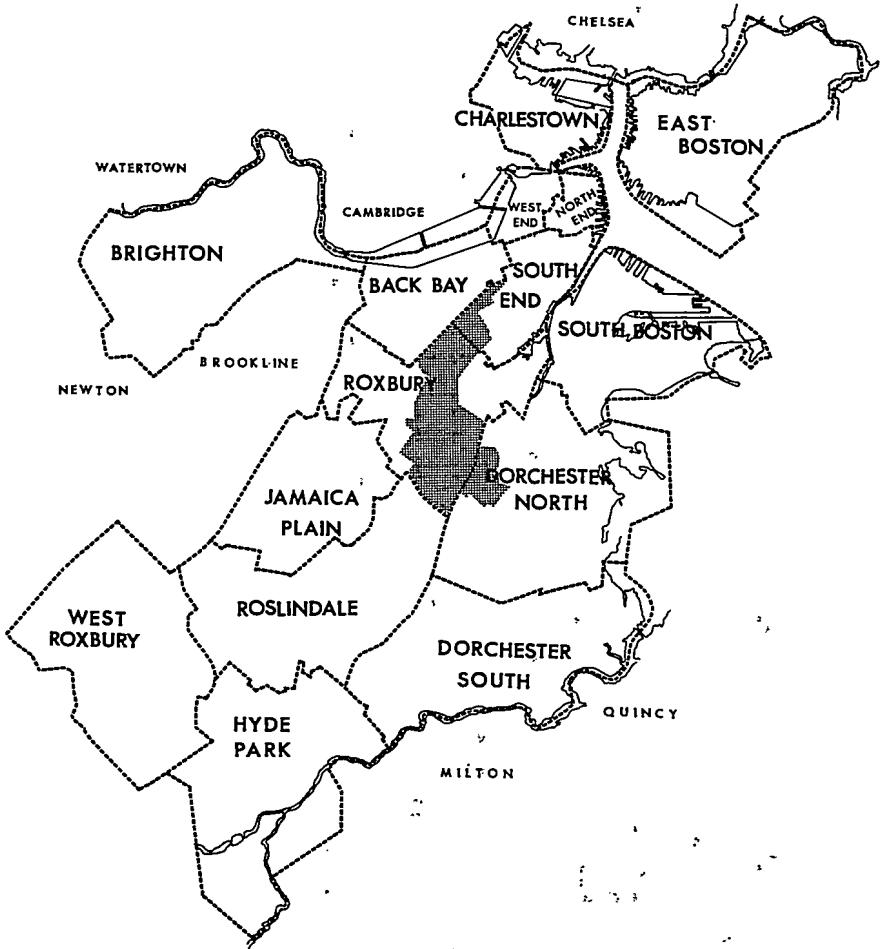 CHELSEA
CHARLESTOWN
EAST
BOSTON
WATERTOWN
CAMBRIDGE
WEST
END
NORTH
END
BRIGHTON
BACK BAY
SOUTH
END
SOUTH BOSTON
BROOKLINE
NEWTON
ROXBURY
JAMAICA
PLAIN
DORCHESTER
NORTH
WEST
ROXBURY
ROSLINDALE
DORCHESTER
SOUTH
HYDE
PARK
QUINCY
MILTON